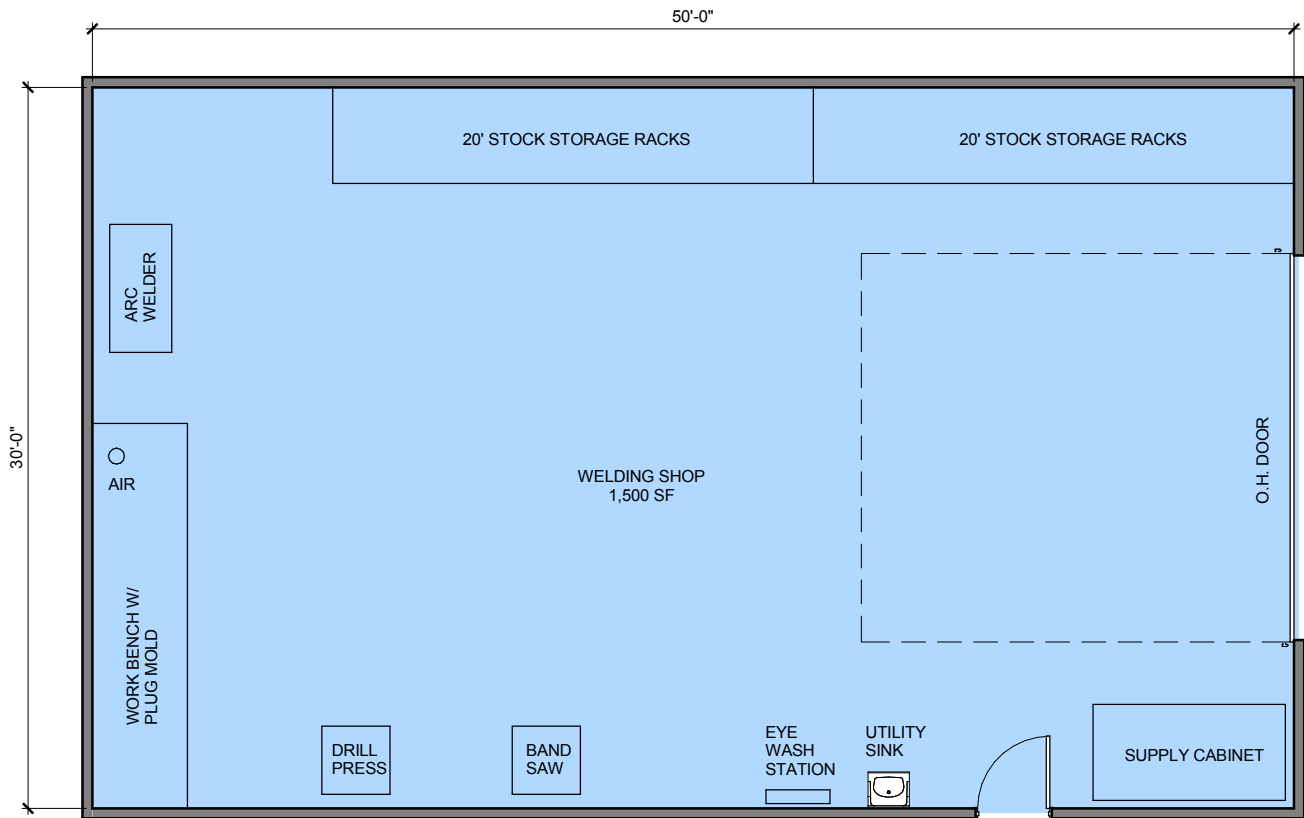 50'-0"
20' STOCK STORAGE RACKS
20' STOCK STORAGE RACKS
ARC
WELDER
30'-0"
O.H. DOOR
AIR
WELDING SHOP
1,500 SF
WORK BENCH W/
PLUG MOLD
DRILL
PRESS
BAND
SAW
EYE
WASH
STATION
UTILITY
SINK
SUPPLY CABINET